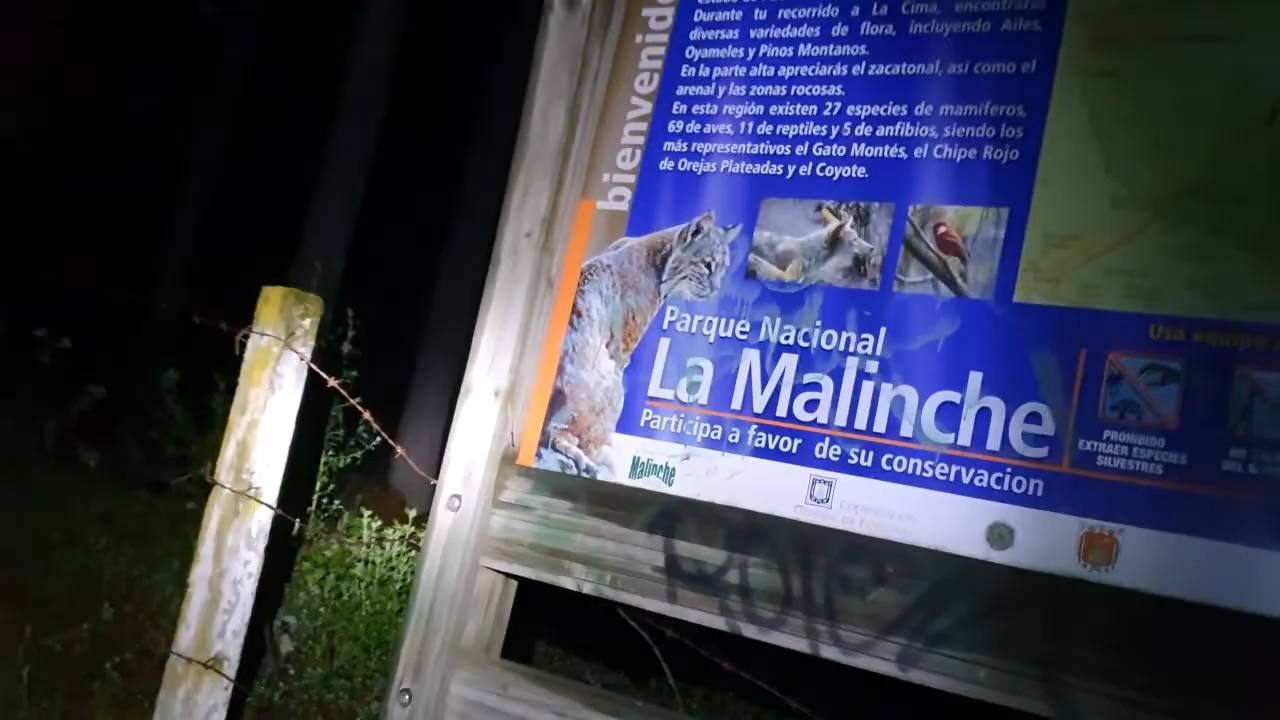 bienvenido
Durante tu recorrido a La Cima, encontrarás
diversas variedades de flora, incluyendo Ailes,
Oyameles y Pinos Montanos.
En la parte alta apreciarás el zacatonal, así como el
arenal y las zonas rocosas.
En esta región existen 27 especies de mamíferos,
69 de aves, 11 de reptiles y 5 de anfibios, siendo los
más representativos el Gato Montés, el Chipe Rojo
de Orejas Plateadas y el Coyote.
Parque Nacional
La Malinche
Participa a favor de su conservacion
Malinche
Usa equipo
PROHIBIDO
EXTRAER ESPECIES
SILVESTRES